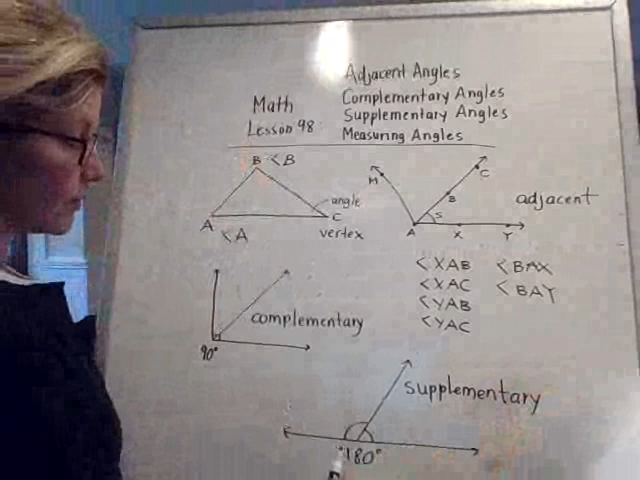 Math
Lesson 98:
Adjacent Angles
Complementary Angles
Supplementary Angles
Measuring Angles
B <B
angle
A
C
<A
vertex
M
C
B
S
A
X
Y
adjacent
<XAB <BAX
<XAC <BAY
<YAB
<YAC
complementary
90°
supplementary
180°